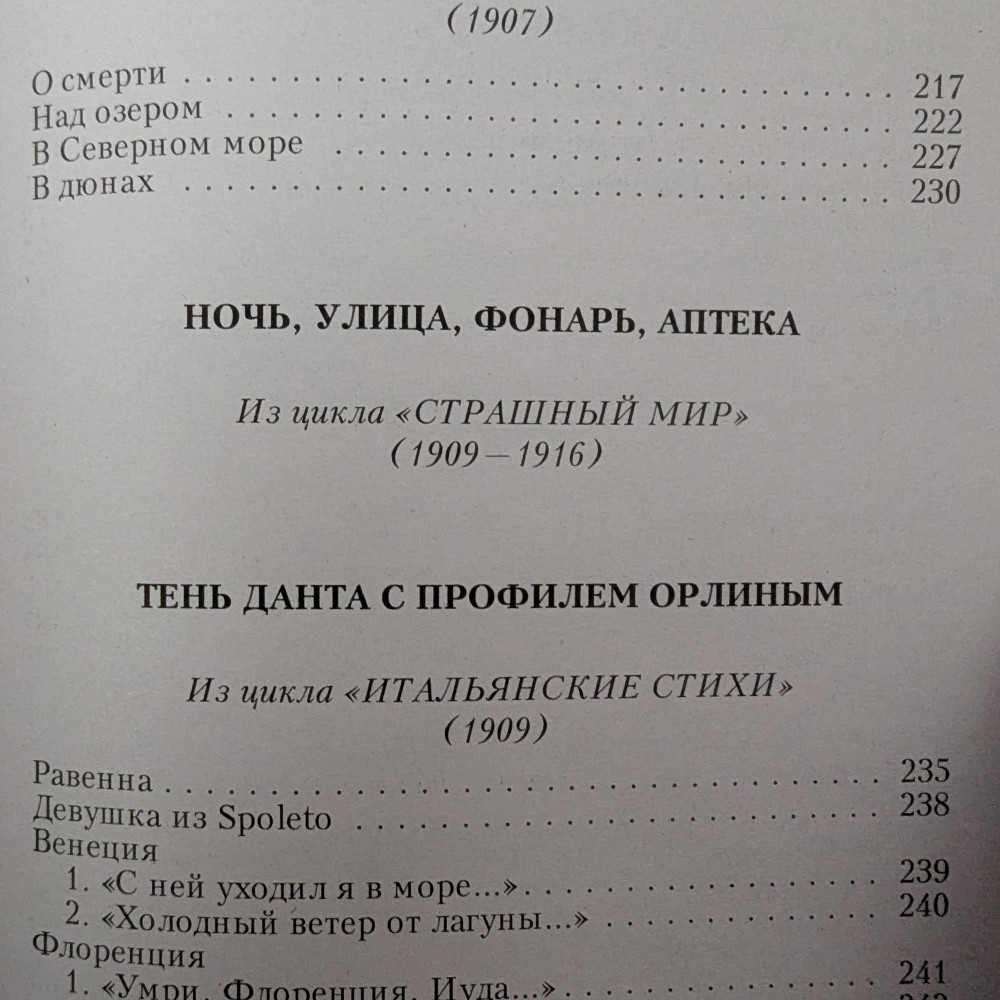 (1907)
О смерти . . . . . . . . . . . . . . . . . . . . . . . . . 217
Над озером . . . . . . . . . . . . . . . . . . . . . . . . 222
В Северном море . . . . . . . . . . . . . . . . . . . . 227
В дюнах . . . . . . . . . . . . . . . . . . . . . . . . . 230
НОЧЬ, УЛИЦА, ФОНАРЬ, АПТЕКА
Из цикла «СТРАШНЫЙ МИР»
(1909—1916)
ТЕНЬ ДАНТА С ПРОФИЛЕМ ОРЛИНЫМ
Из цикла «ИТАЛЬЯНСКИЕ СТИХИ»
(1909)
Равенна . . . . . . . . . . . . . . . . . . . . . . . . . 235
Девушка из Spoleto . . . . . . . . . . . . . . . . . . . 238
Венеция
1. «С ней уходил я в море...». . . . . . . . . . . . . 239
2. «Холодный ветер от лагуны...» . . . . . . . . . . 240
Флоренция
1. «Умри, Флоренция, Иуда...». . . . . . . . . . . . 241